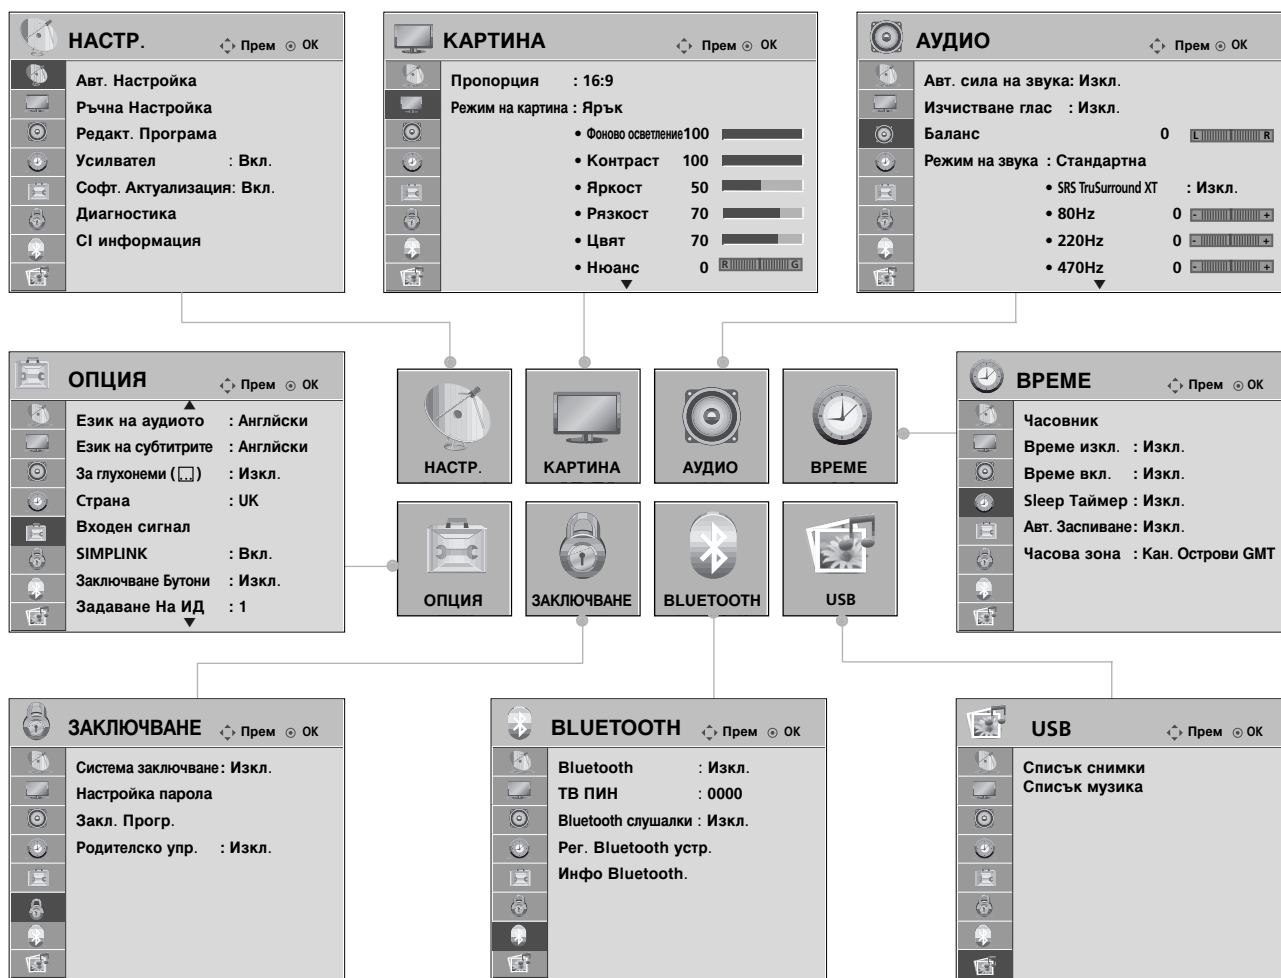 НАСТР. Прем OK
Авт. Настройка
Ръчна Настройка
Редакт. Програма
Усилвател : Вкл.
Софт. Актуализация: Вкл.
Диагностика
CI информация
КАРТИНА Прем OK
Пропорция : 16:9
Режим на картина : Ярък
• Фоново осветление 100
• Контраст 100
• Яркост 50
• Рязкост 70
• Цвят 70
• Нюанс 0 R G
АУДИО Прем OK
Авт. сила на звука: Изкл.
Изчистване глас : Изкл.
Баланс 0 L R
Режим на звука : Стандартна
• SRS TruSurround XT : Изкл.
• 80Hz 0 - +
• 220Hz 0 - +
• 470Hz 0 - +
ОПЦИЯ Прем OK
Език на аудиото : Английски
Език на субтитрите : Английски
За глухонеми ( ) : Изкл.
Страна : UK
Входен сигнал
SIMPLINK : Вкл.
Заключване Бутони : Изкл.
Задаване На ИД : 1
НАСТР. КАРТИНА АУДИО ВРЕМЕ
ОПЦИЯ ЗАКЛЮЧВАНЕ BLUETOOTH USB
ВРЕМЕ Прем OK
Часовник
Време изкл. : Изкл.
Време вкл. : Изкл.
Sleep Таймер : Изкл.
Авт. Заспиване: Изкл.
Часова зона : Кан. Острови GMT
ЗАКЛЮЧВАНЕ Прем OK
Система заключване: Изкл.
Настройка парола
Закл. Прогр.
Родителско упр. : Изкл.
BLUETOOTH Прем OK
Bluetooth : Изкл.
ТВ ПИН : 0000
Bluetooth слушалки : Изкл.
Рег. Bluetooth устр.
Инфо Bluetooth.
USB Прем OK
Списък снимки
Списък музика